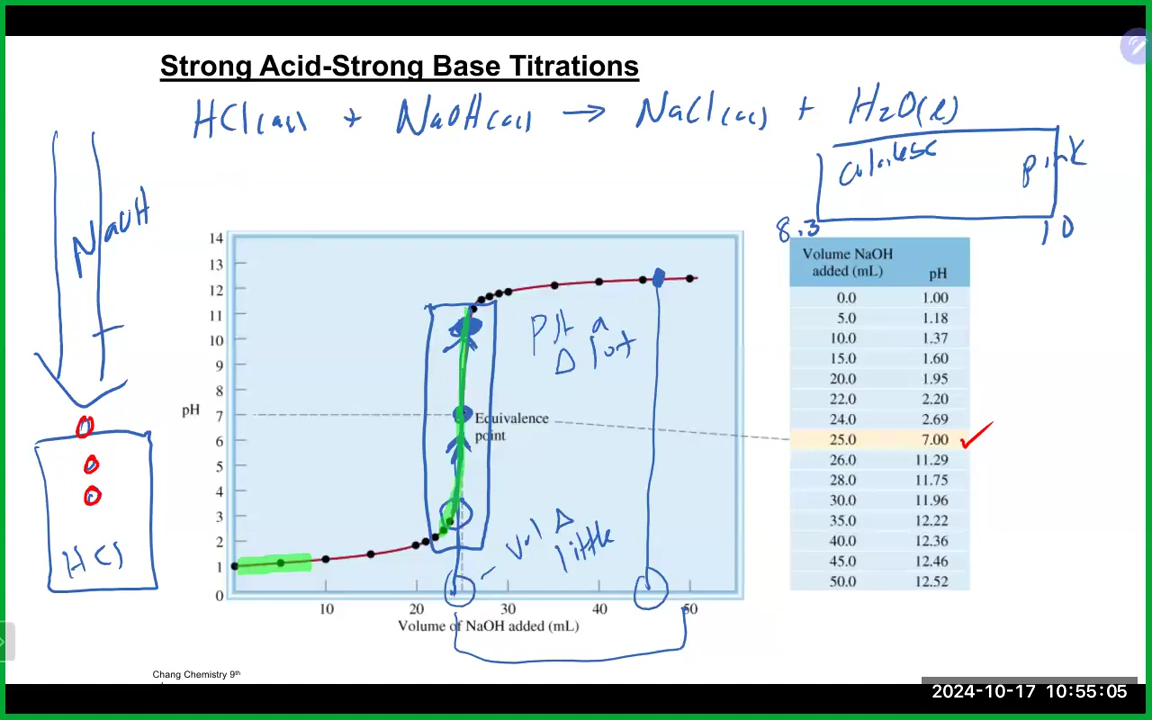 Strong Acid-Strong Base Titrations
HCl(aq) + NaOH(aq) → NaCl(aq) + H2O(l)
colorless pink
8.3 10
NaOH
HCl
14
13
12
11
10
9
8
7
6
5
4
3
2
1
0
pH
10 20 30 40 50
Volume of NaOH added (mL)
Equivalence
point
pH a
Δ lot
vol Δ
little
Volume NaOH
added (mL) pH
0.0 1.00
5.0 1.18
10.0 1.37
15.0 1.60
20.0 1.95
22.0 2.20
24.0 2.69
25.0 7.00
26.0 11.29
28.0 11.75
30.0 11.96
35.0 12.22
40.0 12.36
45.0 12.46
50.0 12.52
Chang Chemistry 9th
2024-10-17 10:55:05